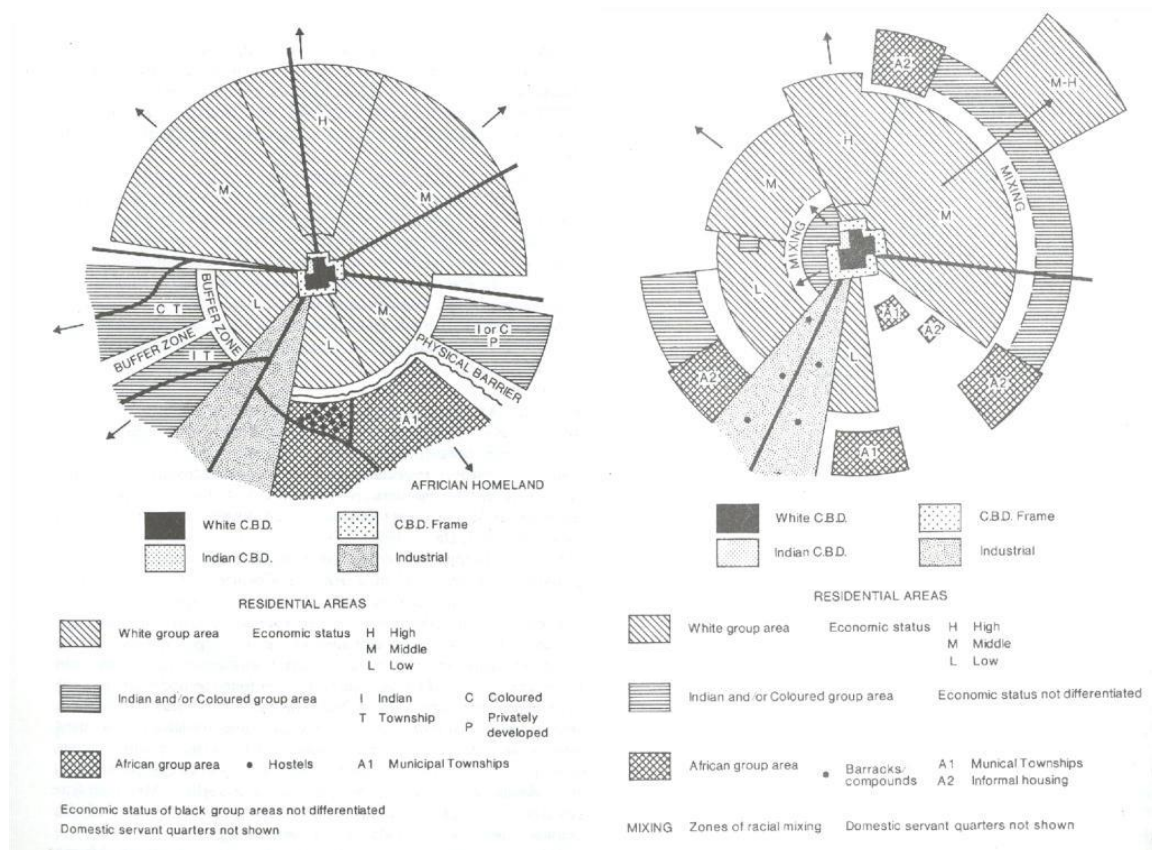 H
M
M
C T
BUFFER ZONE
BUFFER ZONE
I T
L
L
M
I or C
P
PHYSICAL BARRIER
A1
AFRICIAN HOMELAND
White C.B.D.
C.B.D. Frame
Indian C.B.D.
Industrial
RESIDENTIAL AREAS
White group area Economic status H High
M Middle
L Low
Indian and/or Coloured group area I Indian C Coloured
T Township P Privately
developed
African group area • Hostels A1 Municipal Townships
Economic status of black group areas not differentiated
Domestic servant quarters not shown
A2
M-H
H
M
MIXING
M
MIXING
L
L
A1
A2
A2
A2
A1
White C.B.D.
C.B.D. Frame
Indian C.B.D.
Industrial
RESIDENTIAL AREAS
White group area Economic status H High
M Middle
L Low
Indian and/or Coloured group area Economic status not differentiated
African group area • Barracks/
compounds A1 Munical Townships
A2 Informal housing
MIXING Zones of racial mixing Domestic servant quarters not shown